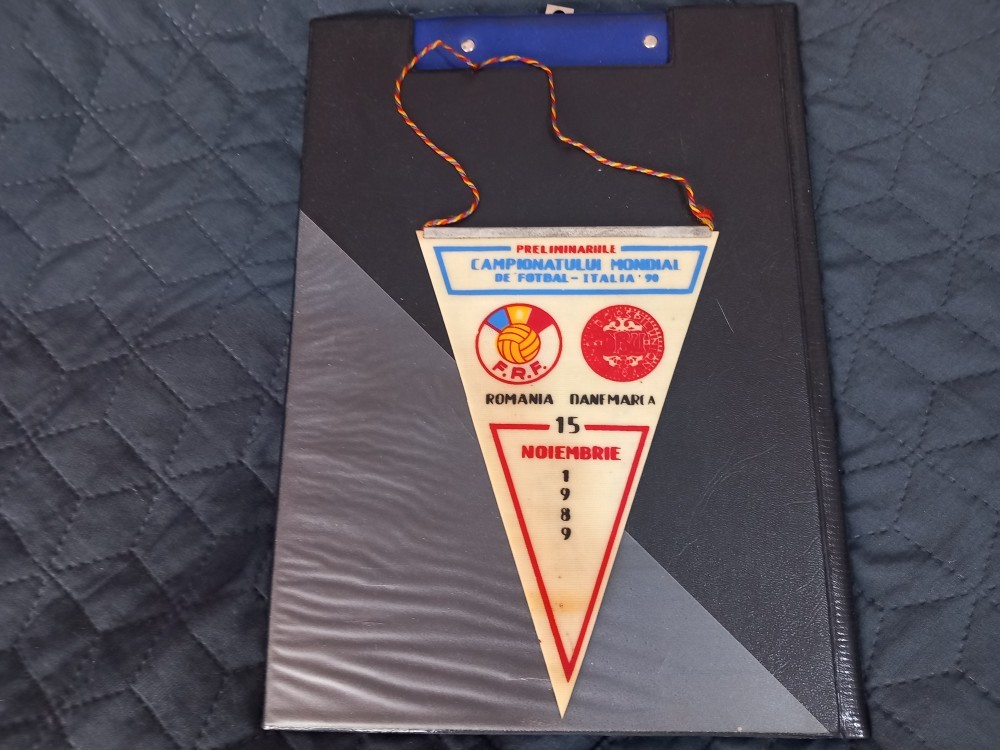 PRELIMINARIILE
CAMPIONATULUI MONDIAL
DE FOTBAL - ITALIA '90
F.R.F.
ROMANIA DANEMARCA
15
NOIEMBRIE
1
9
8
9